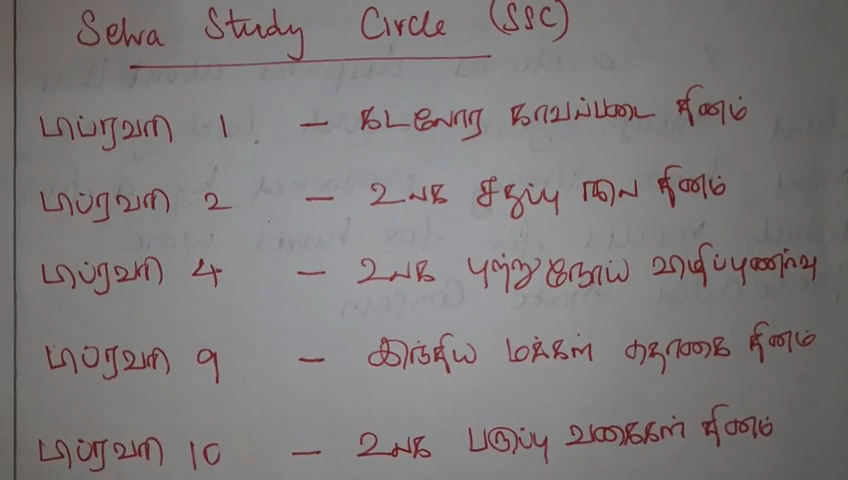 Selva Study Circle (SSC)
பிப்ரவரி 1 - கடலோர காவல்படை தினம்
பிப்ரவரி 2 - உலக சதுப்பு நில தினம்
பிப்ரவரி 4 - உலக புற்றுநோய் விழிப்புணர்வு
பிப்ரவரி 9 - இந்திய மக்கள் தொகை தினம்
பிப்ரவரி 10 - உலக பருப்பு வகைகள் தினம்